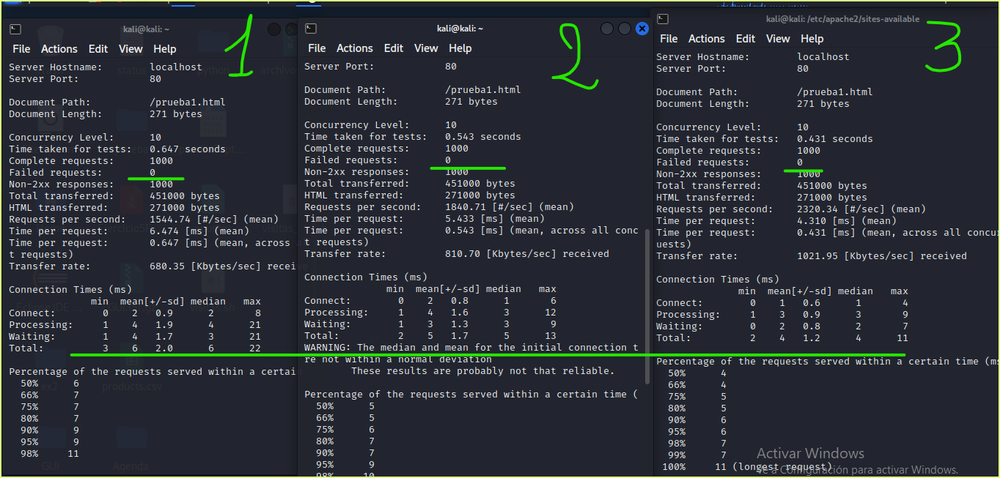 kali@kali: ~
1
File Actions Edit View Help
Server Hostname: localhost
Server Port: 80
Document Path: /prueba1.html
Document Length: 271 bytes
Concurrency Level: 10
Time taken for tests: 0.647 seconds
Complete requests: 1000
Failed requests: 0
Non-2xx responses: 1000
Total transferred: 451000 bytes
HTML transferred: 271000 bytes
Requests per second: 1544.74 [#/sec] (mean)
Time per request: 6.474 [ms] (mean)
Time per request: 0.647 [ms] (mean, across
t requests)
Transfer rate: 680.35 [Kbytes/sec] recei
Connection Times (ms)
min mean[+/-sd] median max
Connect: 0 2 0.9 2 8
Processing: 1 4 1.9 4 21
Waiting: 1 4 1.7 3 21
Total: 3 6 2.0 6 22
Percentage of the requests served within a certai
50% 6
66% 7
75% 7
80% 7
90% 9
95% 9
98% 11
kali@kali: ~
2
File Actions Edit View Help
Server Port: 80
Document Path: /prueba1.html
Document Length: 271 bytes
Concurrency Level: 10
Time taken for tests: 0.543 seconds
Complete requests: 1000
Failed requests: 0
Non-2xx responses: 1000
Total transferred: 451000 bytes
HTML transferred: 271000 bytes
Requests per second: 1840.71 [#/sec] (mean)
Time per request: 5.433 [ms] (mean)
Time per request: 0.543 [ms] (mean, across all conc
t requests)
Transfer rate: 810.70 [Kbytes/sec] received
Connection Times (ms)
min mean[+/-sd] median max
Connect: 0 2 0.8 1 6
Processing: 1 4 1.6 3 12
Waiting: 1 3 1.3 3 9
Total: 2 5 1.7 5 13
WARNING: The median and mean for the initial connection t
re not within a normal deviation
These results are probably not that reliable.
Percentage of the requests served within a certain time (
50% 5
66% 5
75% 6
80% 7
90% 7
95% 9
98% 10
kali@kali: /etc/apache2/sites-available
3
File Actions Edit View Help
Server Hostname: localhost
Server Port: 80
Document Path: /prueba1.html
Document Length: 271 bytes
Concurrency Level: 10
Time taken for tests: 0.431 seconds
Complete requests: 1000
Failed requests: 0
Non-2xx responses: 1000
Total transferred: 451000 bytes
HTML transferred: 271000 bytes
Requests per second: 2320.34 [#/sec] (mean)
Time per request: 4.310 [ms] (mean)
Time per request: 0.431 [ms] (mean, across all concu
uests)
Transfer rate: 1021.95 [Kbytes/sec] received
Connection Times (ms)
min mean[+/-sd] median max
Connect: 0 1 0.6 1 4
Processing: 1 3 0.9 3 9
Waiting: 0 2 0.8 2 7
Total: 2 4 1.2 4 11
Percentage of the requests served within a certain time (ms
50% 4
66% 4
75% 5
80% 5
90% 6
95% 6
98% 7
99% 7
100% 11 (longest request)
Activar Windows
Ve a Configuración para activar Windows.
status
python
archivo
visitas
visitas.sh
ex2
products.csv
GUI
Agenda